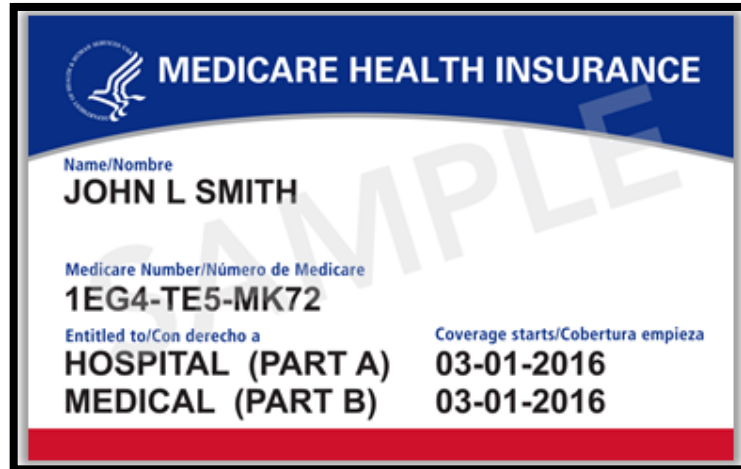 MEDICARE HEALTH INSURANCE
Name/Nombre
JOHN L SMITH
Medicare Number/Número de Medicare
1EG4-TE5-MK72
Entitled to/Con derecho a Coverage starts/Cobertura empieza
HOSPITAL (PART A) 03-01-2016
MEDICAL (PART B) 03-01-2016
SAMPLE